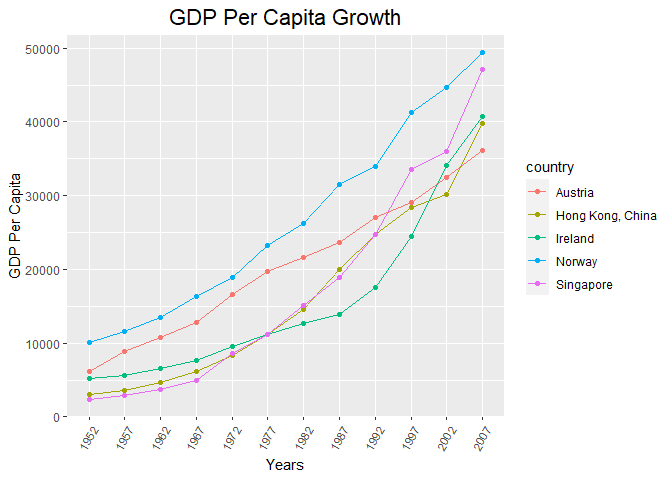 GDP Per Capita Growth
50000
40000
30000
20000
10000
0
GDP Per Capita
1952
1957
1962
1967
1972
1977
1982
1987
1992
1997
2002
2007
Years
country
Austria
Hong Kong, China
Ireland
Norway
Singapore